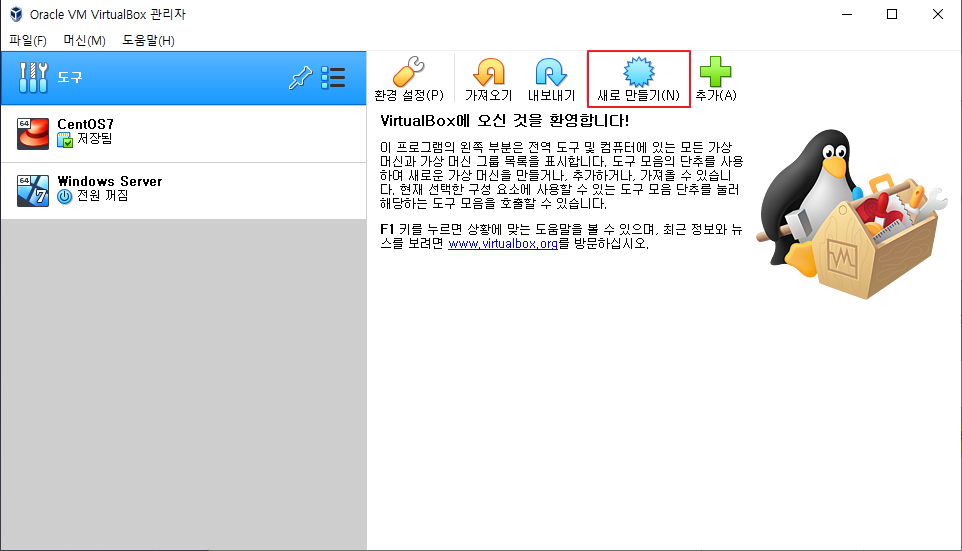 Oracle VM VirtualBox 관리자
파일(F) 머신(M) 도움말(H)
도구
환경 설정(P) 가져오기 내보내기 새로 만들기(N) 추가(A)
64
CentOS7
저장됨
64
7
Windows Server
전원 꺼짐
VirtualBox에 오신 것을 환영합니다!
이 프로그램의 왼쪽 부분은 전역 도구 및 컴퓨터에 있는 모든 가상
머신과 가상 머신 그룹 목록을 표시합니다. 도구 모음의 단추를 사용
하여 새로운 가상 머신을 만들거나, 추가하거나, 가져올 수 있습니
다. 현재 선택한 구성 요소에 사용할 수 있는 도구 모음 단추를 눌러
해당하는 도구 모음을 호출할 수 있습니다.
F1 키를 누르면 상황에 맞는 도움말을 볼 수 있으며, 최근 정보와 뉴
스를 보려면 www.virtualbox.org를 방문하십시오.